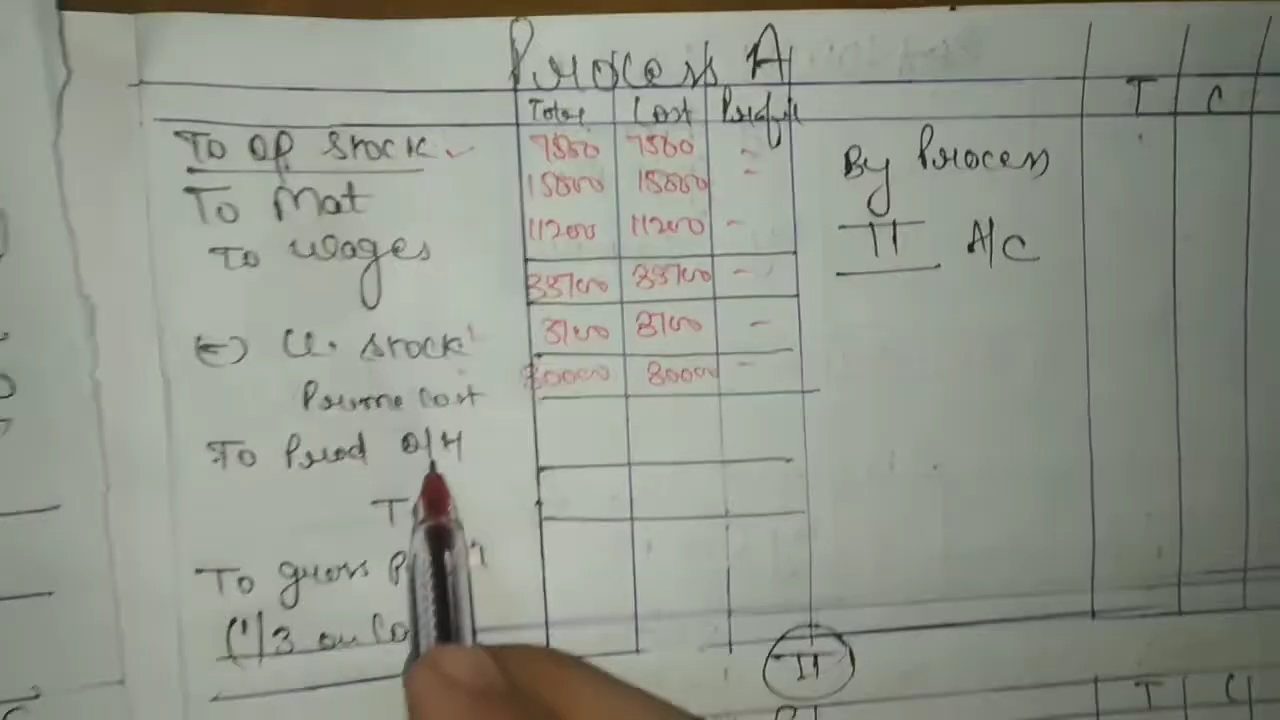 Process A
Total Cost Profit T C
To OP Stock 7500 7500 -
To Mat 15000 15000 -
To wages 11200 11200 -
33700 33700 -
(-) Cl. Stock 3700 3700 -
Prime Cost 30000 30000 -
To Prod O/H
T
To gross P
(1/3 on Co
By Process
II A/C
II
T C